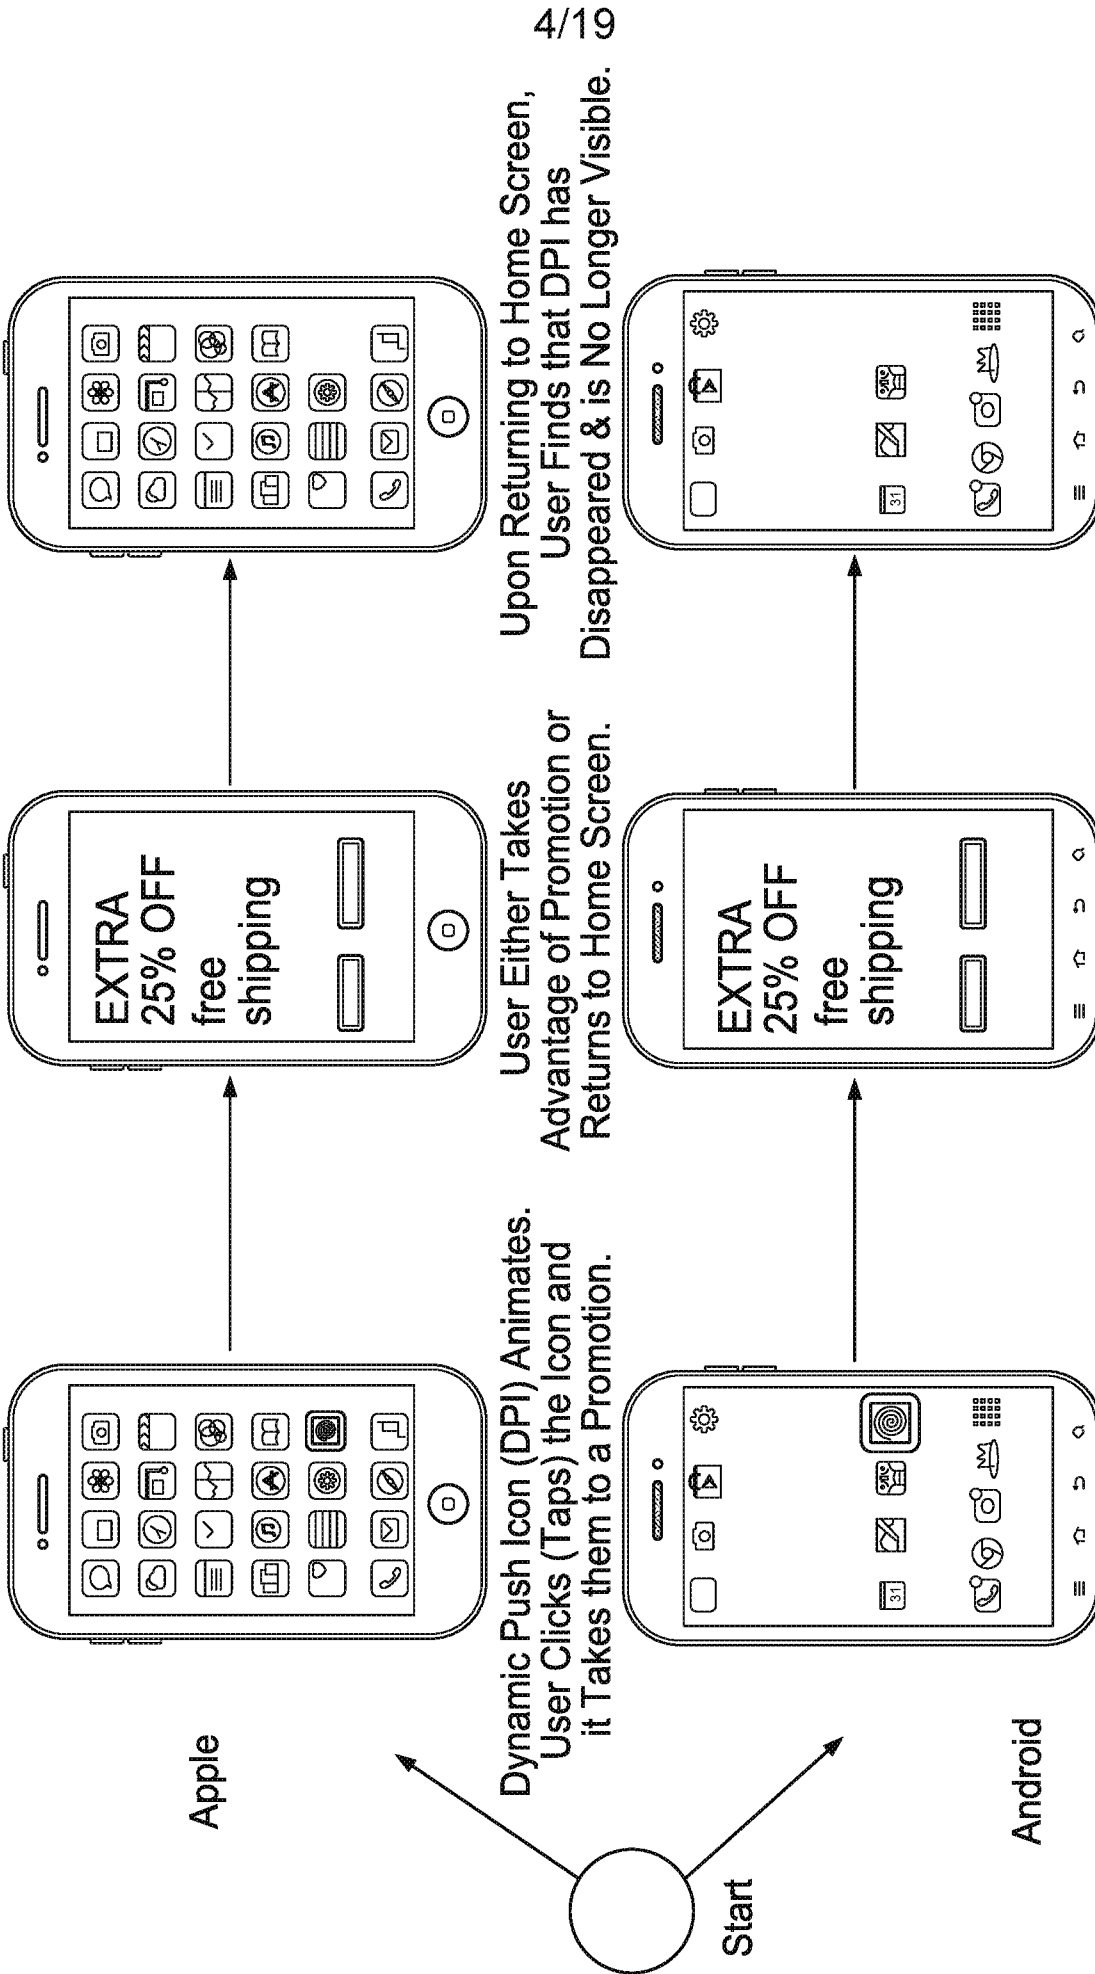 4/19
Apple
EXTRA
25% OFF
free
shipping
Dynamic Push Icon (DPI) Animates.
User Clicks (Taps) the Icon and
it Takes them to a Promotion.
User Either Takes
Advantage of Promotion or
Returns to Home Screen.
Upon Returning to Home Screen,
User Finds that DPI has
Disappeared & is No Longer Visible.
Start
31
EXTRA
25% OFF
free
shipping
31
Android